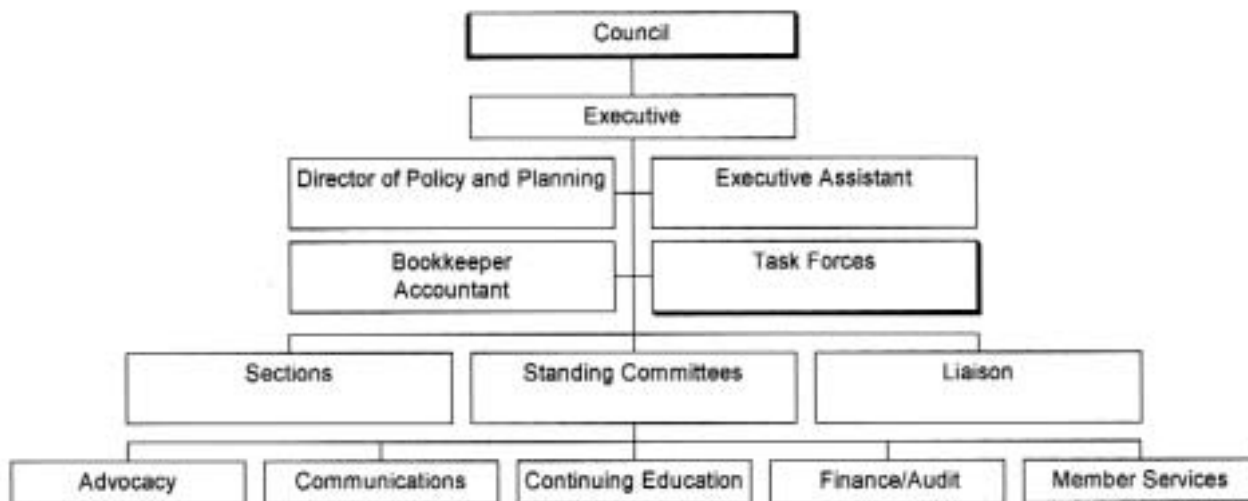 Council
Executive
Director of Policy and Planning
Executive Assistant
Bookkeeper
Accountant
Task Forces
Sections
Standing Committees
Liaison
Advocacy
Communications
Continuing Education
Finance/Audit
Member Services